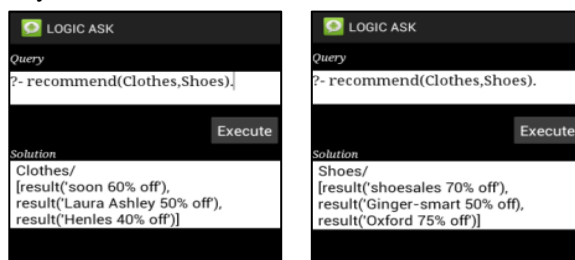 LOGIC ASK
Query
?- recommend(Clothes,Shoes).
Execute
Solution
Clothes/
[result('soon 60% off'),
result('Laura Ashley 50% off'),
result('Henles 40% off')]
LOGIC ASK
Query
?- recommend(Clothes,Shoes).
Execute
Solution
Shoes/
[result('shoesales 70% off'),
result('Ginger-smart 50% off),
result('Oxford 75% off')]